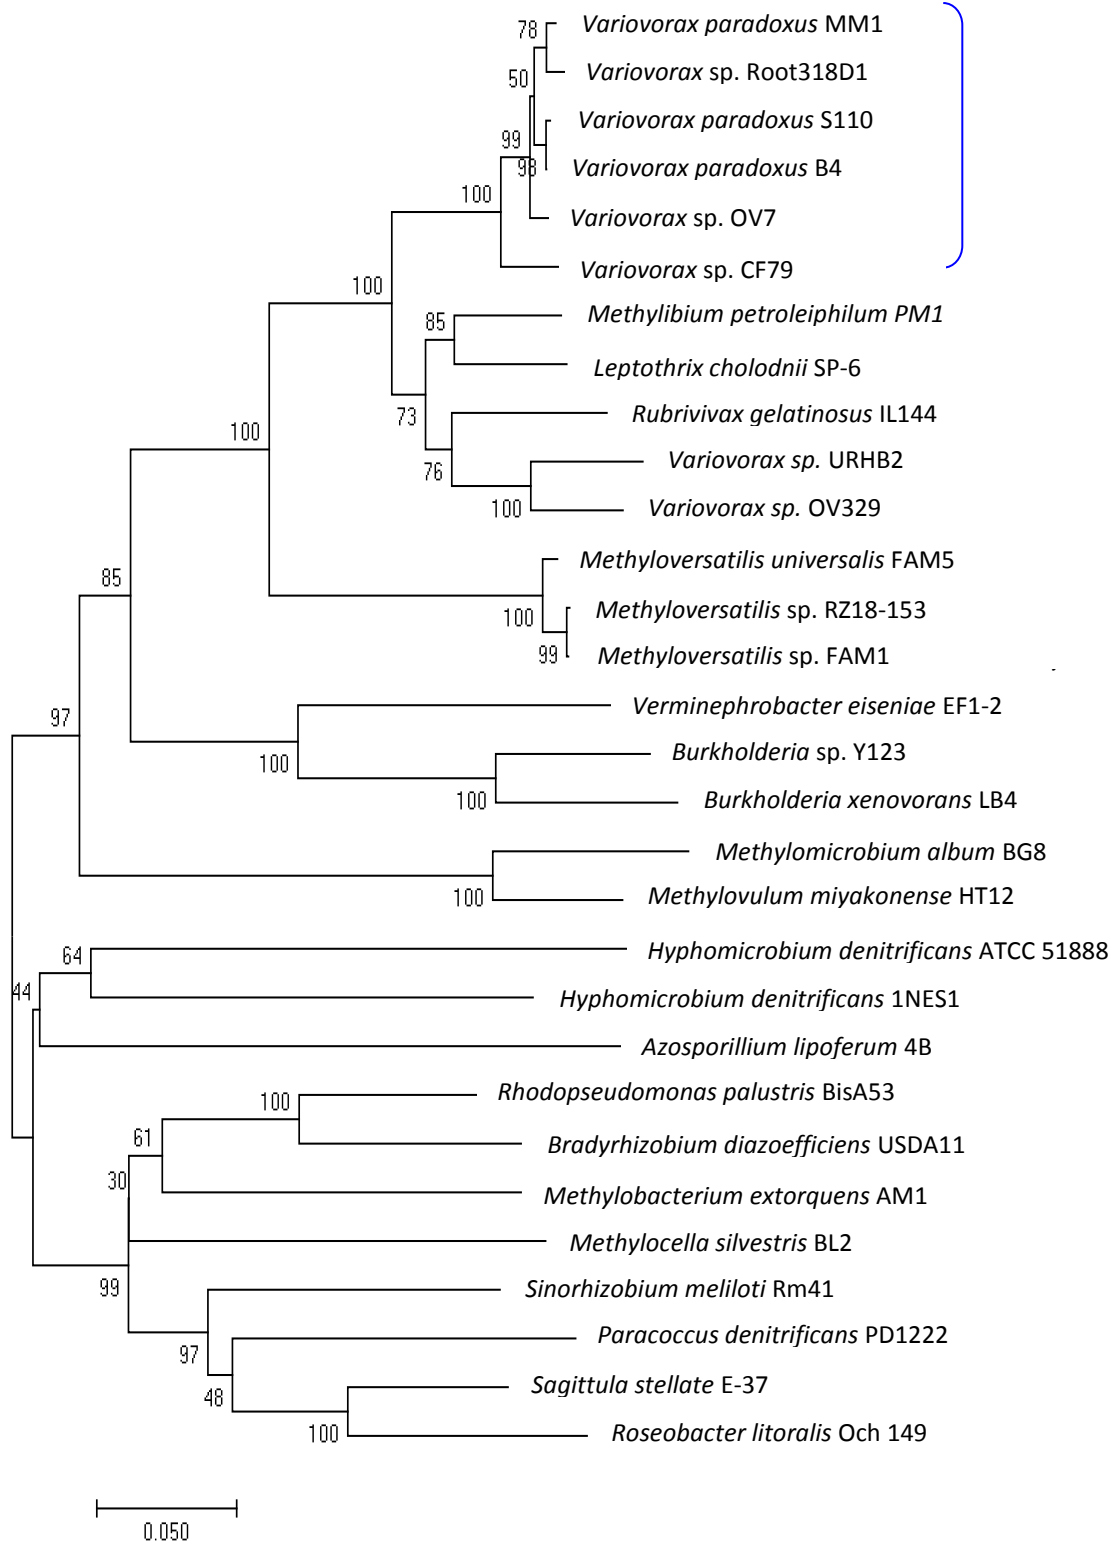 78
Variovorax paradoxus MM1
Variovorax sp. Root318D1
50
Variovorax paradoxus S110
99
98
Variovorax paradoxus B4
100
Variovorax sp. OV7
Variovorax sp. CF79
100
Methylibium petroleiphilum PM1
85
Leptothrix cholodnii SP-6
73
Rubrivivax gelatinosus IL144
100
Variovorax sp. URHB2
76
Variovorax sp. OV329
100
Methyloversatilis universalis FAM5
85
Methyloversatilis sp. RZ18-153
100
Methyloversatilis sp. FAM1
99
Verminephrobacter eiseniae EF1-2
97
Burkholderia sp. Y123
100
Burkholderia xenovorans LB4
100
Methylomicrobium album BG8
Methylovulum miyakonense HT12
100
Hyphomicrobium denitrificans ATCC 51888
64
44
Hyphomicrobium denitrificans 1NES1
Azosporillium lipoferum 4B
Rhodopseudomonas palustris BisA53
100
Bradyrhizobium diazoefficiens USDA11
61
30
Methylobacterium extorquens AM1
Methylocella silvestris BL2
99
Sinorhizobium meliloti Rm41
Paracoccus denitrificans PD1222
97
Sagittula stellate E-37
48
Roseobacter litoralis Och 149
100
0.050